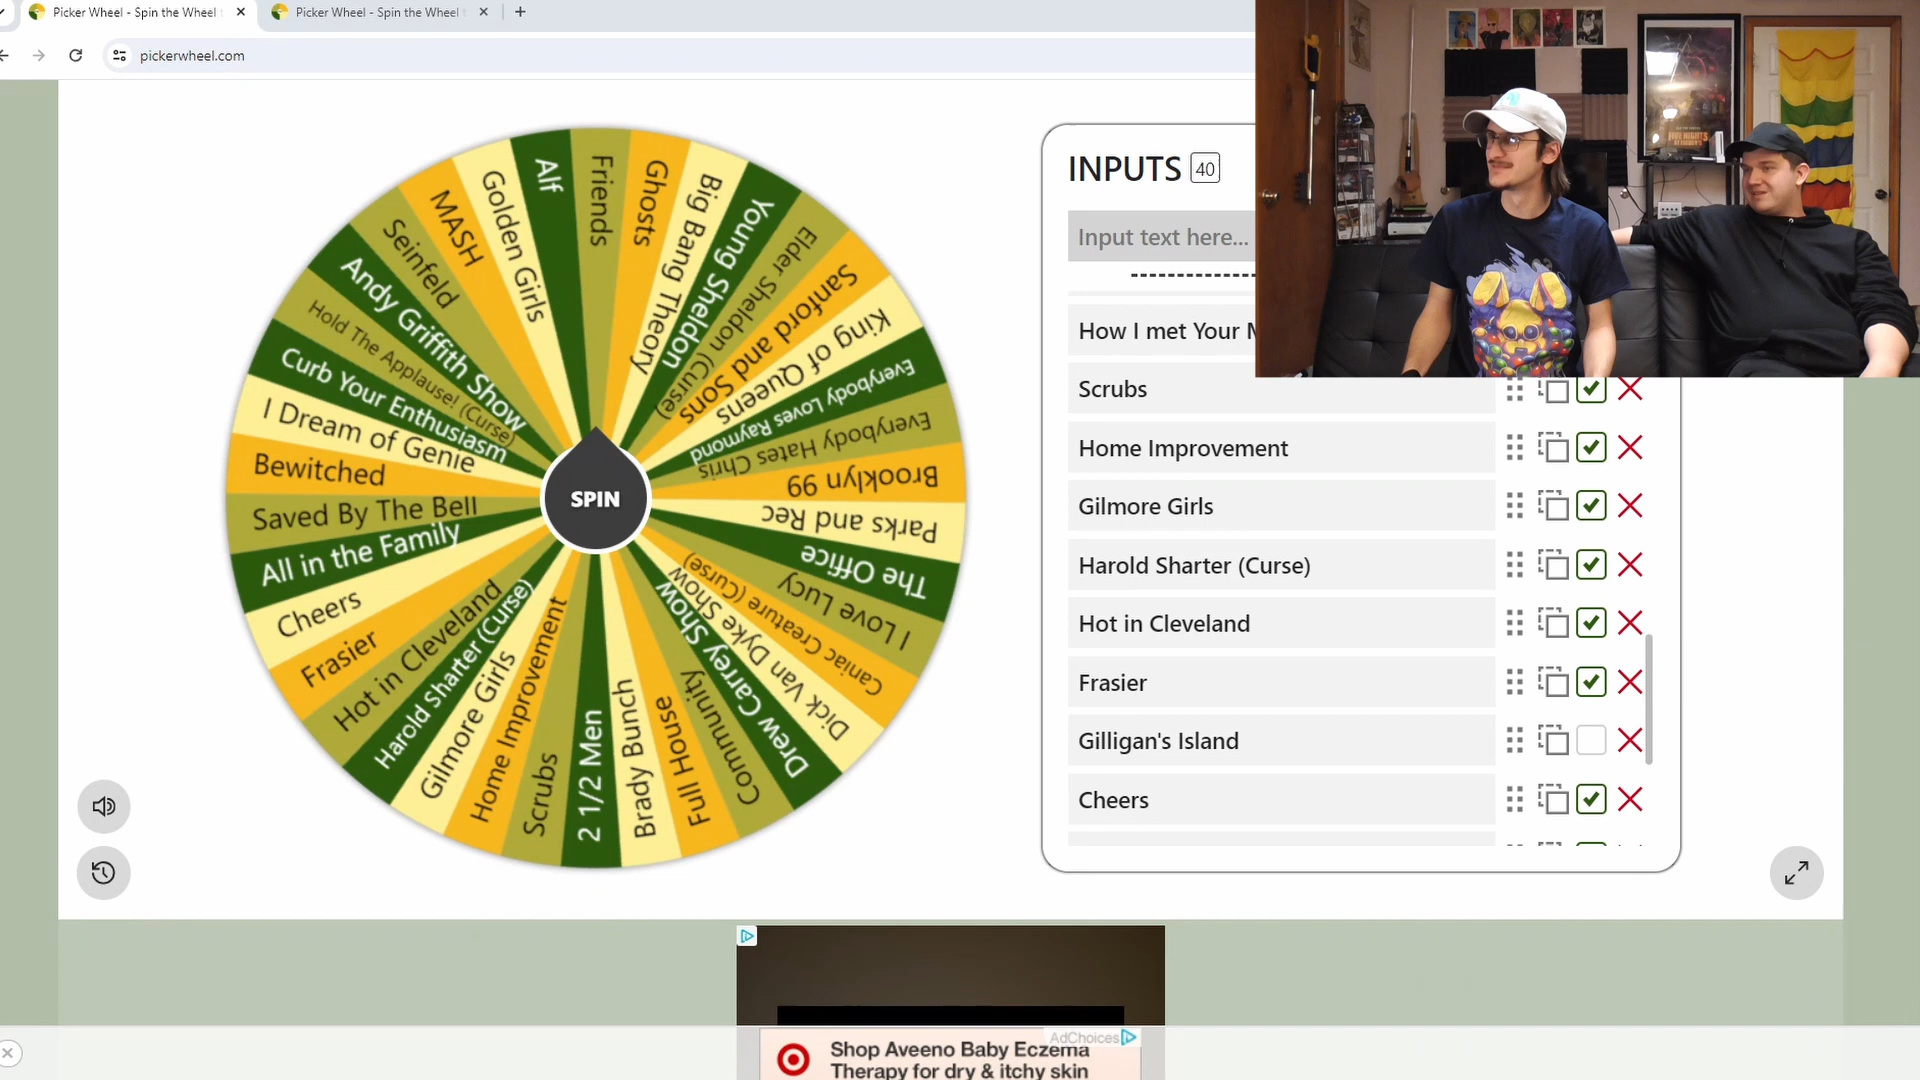 Picker Wheel - Spin the Wheel
Picker Wheel - Spin the Wheel
pickerwheel.com
Alf
Friends
Ghosts
Big Bang Theory
Young Sheldon
Elder Sheldon (Curse)
Sanford and Sons
King of Queens
Everybody Loves Raymond
Everybody Hates Chris
Brooklyn 99
Parks and Rec
The Office
I Love Lucy
Caniac Creature (Curse)
Dick Van Dyke Show
Drew Carrey Show
Community
Full House
Brady Bunch
2 1/2 Men
Scrubs
Home Improvement
Gilmore Girls
Harold Sharter (Curse)
Hot in Cleveland
Frasier
Cheers
All in the Family
Saved By The Bell
Bewitched
I Dream of Genie
Curb Your Enthusiasm
Hold The Applause! (Curse)
Andy Griffith Show
Seinfeld
MASH
Golden Girls
SPIN
INPUTS 40
Input text here...
How I met Your M
Scrubs
Home Improvement
Gilmore Girls
Harold Sharter (Curse)
Hot in Cleveland
Frasier
Gilligan's Island
Cheers
AdChoices
Shop Aveeno Baby Eczema
Therapy for dry & itchy skin